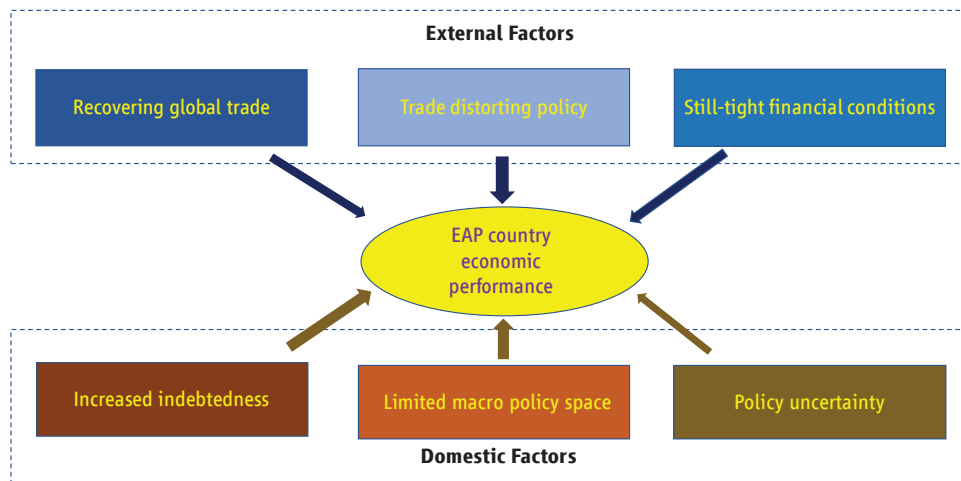 External Factors
Recovering global trade
Trade distorting policy
Still-tight financial conditions
EAP country
economic
performance
Increased indebtedness
Limited macro policy space
Policy uncertainty
Domestic Factors